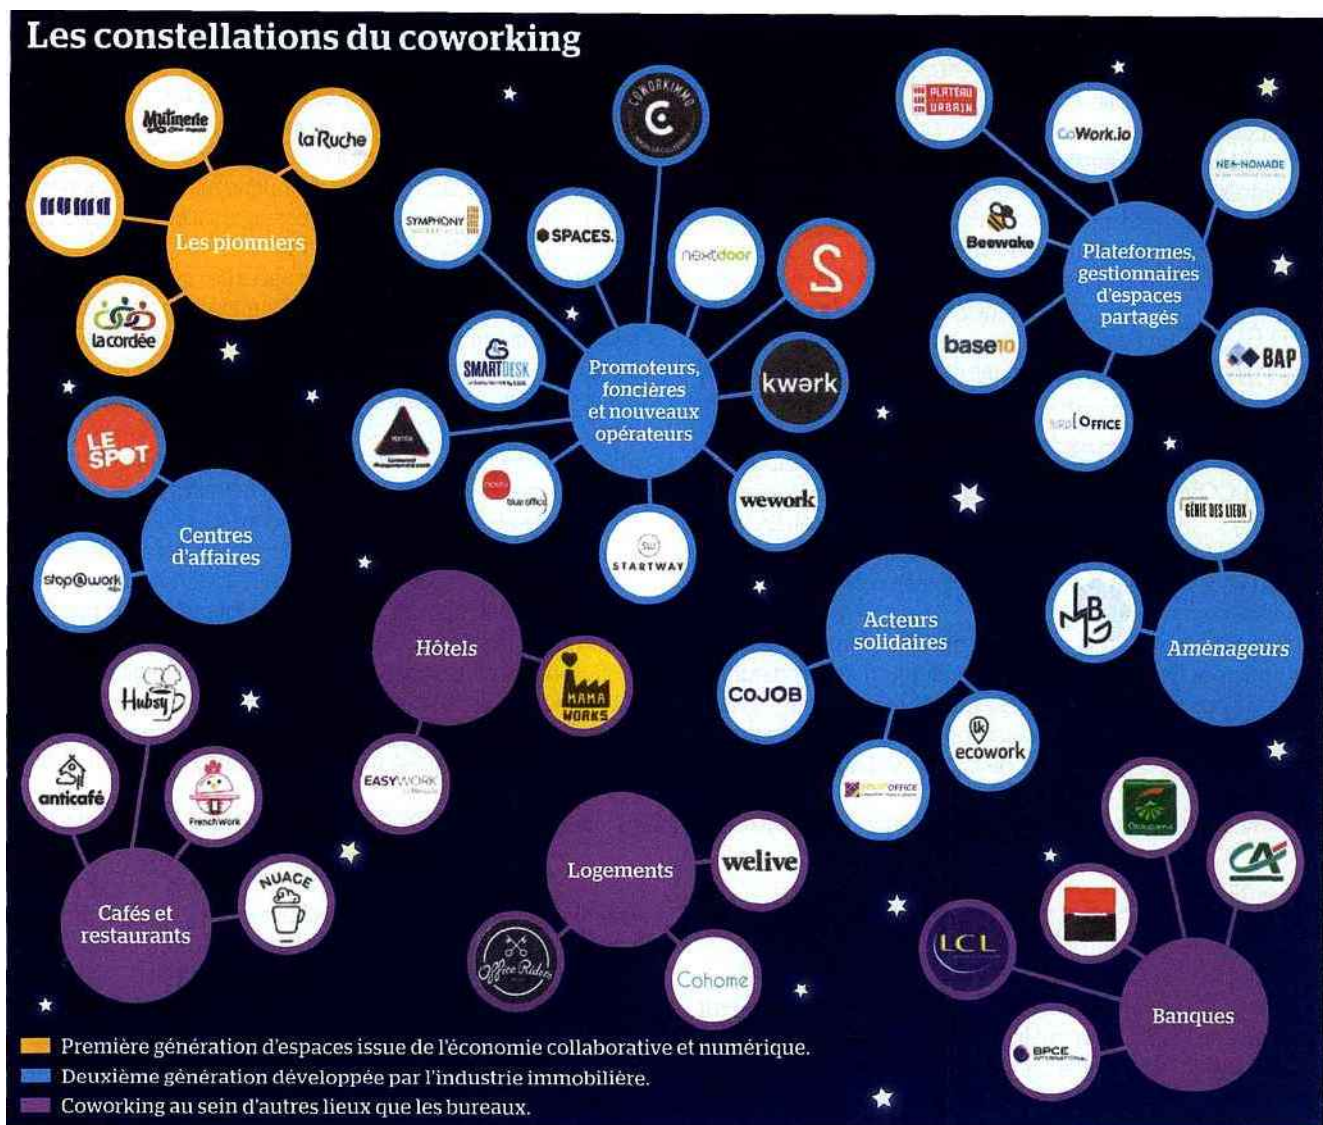 Les constellations du coworking
Mutinerie
la Ruche
numa
la cordée
Les pionniers
COWORKIMMO
SYMPHONY
SPACES.
nextdoor
SMARTDESK
kwerk
blue office
STARTWAY
wework
Promoteurs,
foncières
et nouveaux
opérateurs
PLATEAU
URBAIN
CoWork.io
NEO-NOMADE
Beewake
base10
BAP
OFFICE
Plateformes,
gestionnaires
d'espaces
partagés
LE
SPOT
stop@work
Centres
d'affaires
Hôtels
MAMA
WORKS
EASYWORK
COJOB
ecowork
OFFICE
Acteurs
solidaires
GÉNIE DES LIEUX
Aménageurs
Hubsy
anticafé
FrenchWork
NUAGE
Cafés et
restaurants
Logements
welive
Office Riders
Cohome
Groupama
CA
LCL
BPCE
INTERNATIONAL
Banques
Première génération d'espaces issue de l'économie collaborative et numérique.
Deuxième génération développée par l'industrie immobilière.
Coworking au sein d'autres lieux que les bureaux.